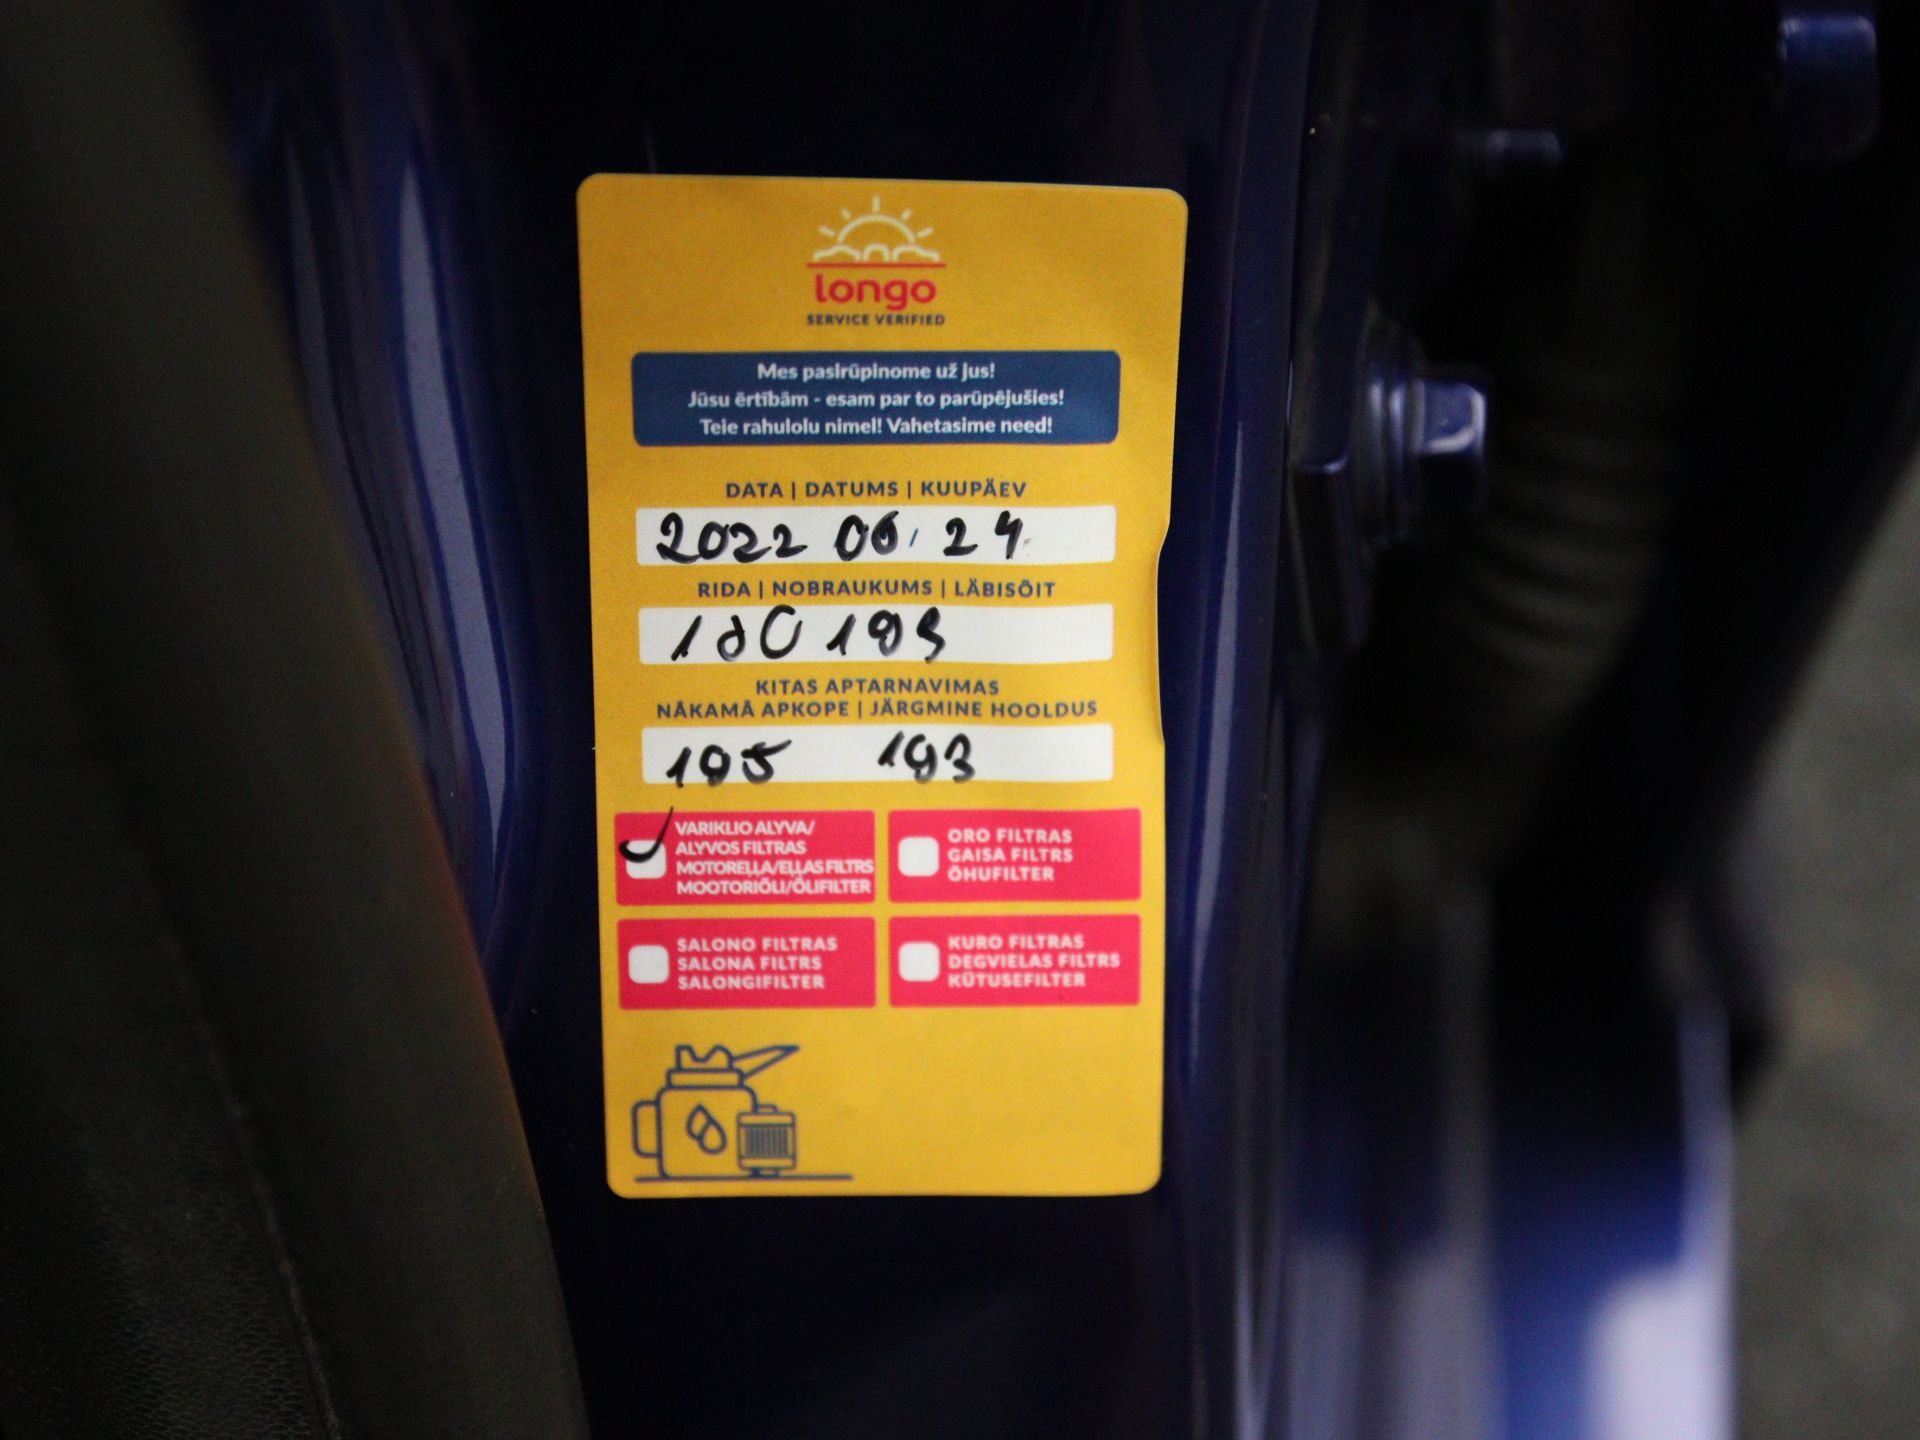 longo
SERVICE VERIFIED
Mes pasirūpinome už jus!
Jūsu ērtībām - esam par to parūpējušies!
Teie rahulolu nimel! Vahetasime need!
DATA | DATUMS | KUUPÄEV
2022 06. 24
RIDA | NOBRAUKUMS | LÄBISÕIT
180 193
KITAS APTARNAVIMAS
NĀKAMĀ APKOPE | JÄRGMINE HOOLDUS
195 193
VARIKLIO ALYVA/
ALYVOS FILTRAS
MOTOREĻĻA/EĻĻAS FILTRS
MOOTORIÕLI/ÕLIFILTER
ORO FILTRAS
GAISA FILTRS
ÕHUFILTER
SALONO FILTRAS
SALONA FILTRS
SALONGIFILTER
KURO FILTRAS
DEGVIELAS FILTRS
KÜTUSEFILTER